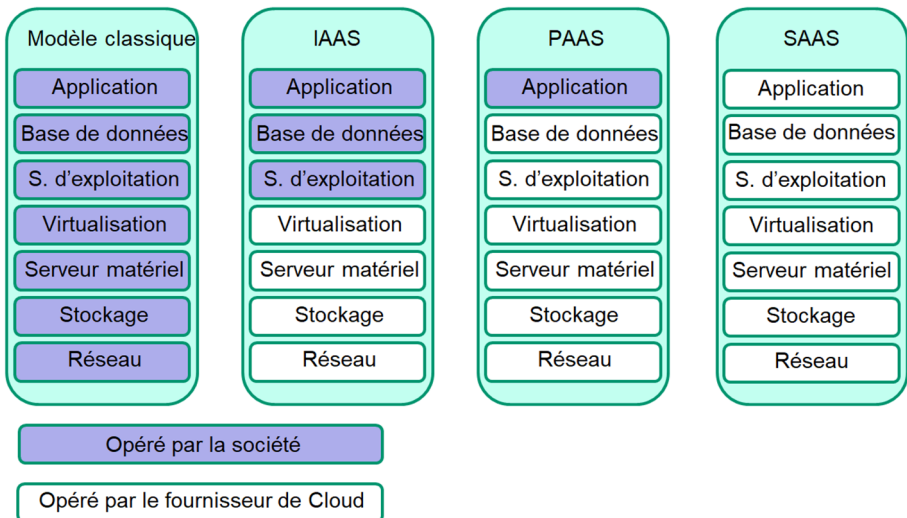 Modèle classique
Application
Base de données
S. d'exploitation
Virtualisation
Serveur matériel
Stockage
Réseau
IAAS
Application
Base de données
S. d'exploitation
Virtualisation
Serveur matériel
Stockage
Réseau
PAAS
Application
Base de données
S. d'exploitation
Virtualisation
Serveur matériel
Stockage
Réseau
SAAS
Application
Base de données
S. d'exploitation
Virtualisation
Serveur matériel
Stockage
Réseau
Opéré par la société
Opéré par le fournisseur de Cloud